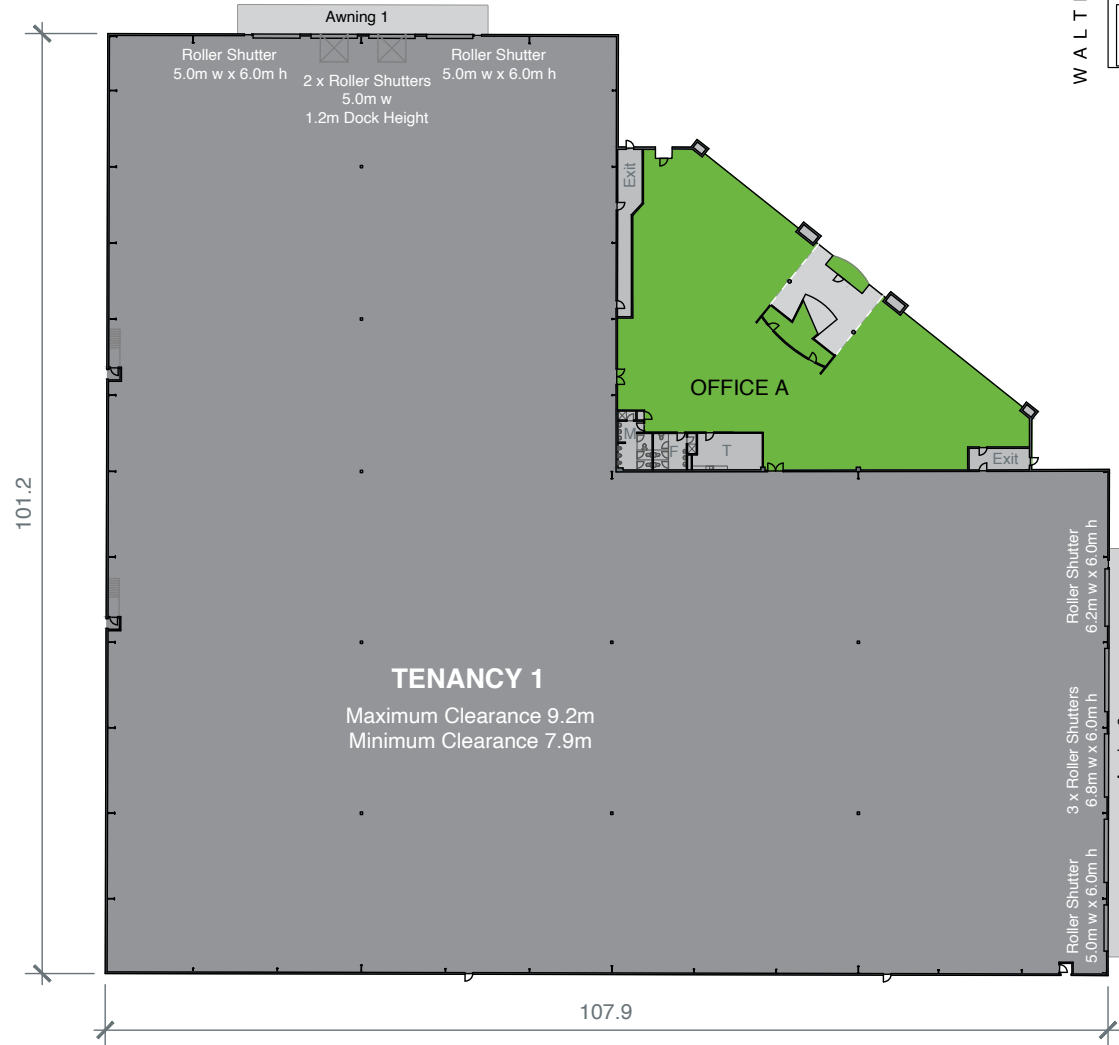 Awning 1
WALT
Roller Shutter
5.0m w x 6.0m h
2 x Roller Shutters
5.0m w
1.2m Dock Height
Roller Shutter
5.0m w x 6.0m h
Exit
OFFICE A
M
F
T
Exit
101.2
Roller Shutter
6.2m w x 6.0m h
TENANCY 1
Maximum Clearance 9.2m
Minimum Clearance 7.9m
3 x Roller Shutters
6.8m w x 6.0m h
Roller Shutter
5.0m w x 6.0m h
107.9